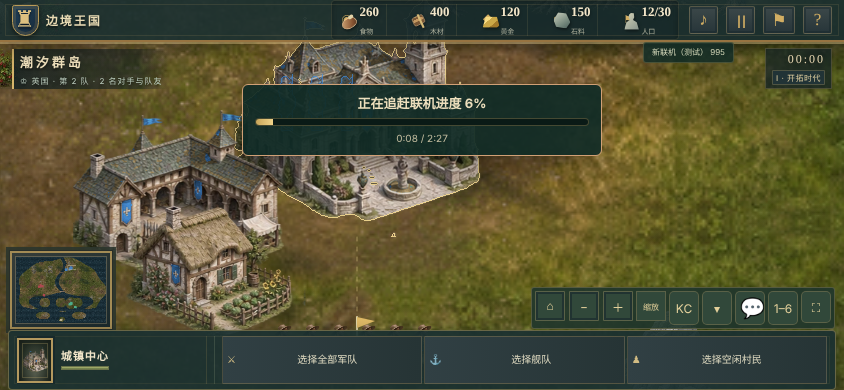 边境王国
260
食物
400
木材
120
黄金
150
石料
12/30
人口
♪
?
新联机（测试） 995
潮汐群岛
英国 · 第 2 队 · 2 名对手与队友
00:00
I · 开拓时代
正在追赶联机进度 6%
0:08 / 2:27
缩放
KC
▼
1–6
城镇中心
选择全部军队
选择舰队
选择空闲村民